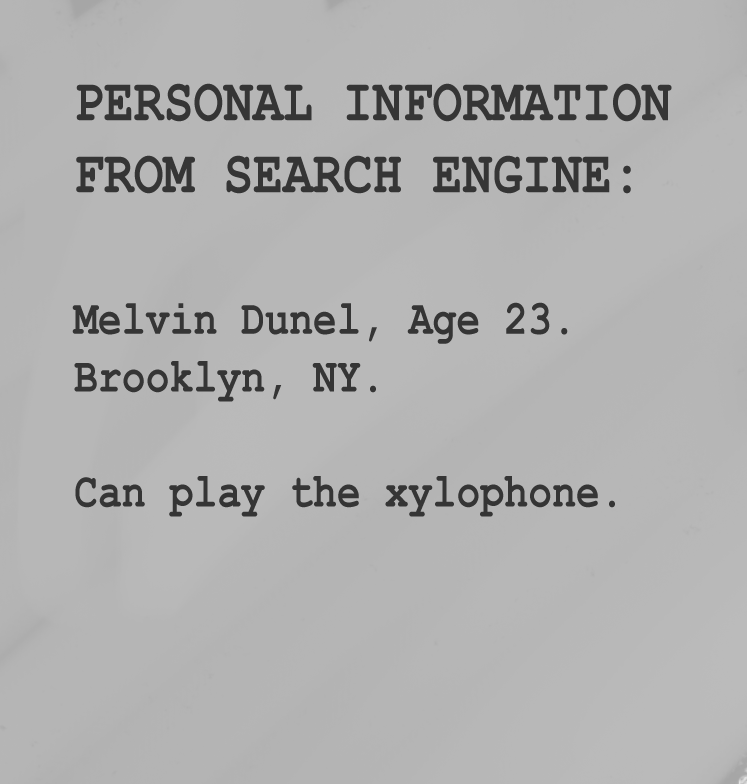 PERSONAL INFORMATION
FROM SEARCH ENGINE:
Melvin Dunel, Age 23.
Brooklyn, NY.
Can play the xylophone.